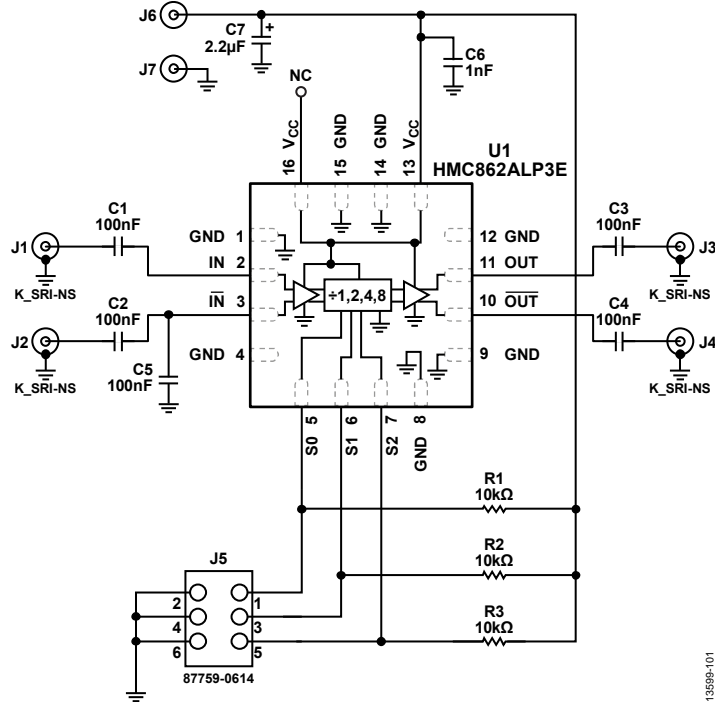 J6
C7
2.2µF
+
J7
C6
1nF
NC
16 VCC
15 GND
14 GND
13 VCC
U1
HMC862ALP3E
C1
100nF
J1
K_SRI-NS
C2
100nF
J2
K_SRI-NS
C5
100nF
GND 1
IN 2
IN 3
GND 4
÷1,2,4,8
12 GND
11 OUT
10 OUT
9 GND
C3
100nF
J3
K_SRI-NS
C4
100nF
J4
K_SRI-NS
S0 5
S1 6
S2 7
GND 8
R1
10kΩ
R2
10kΩ
R3
10kΩ
J5
2 1
4 3
6 5
87759-0614
13599-101